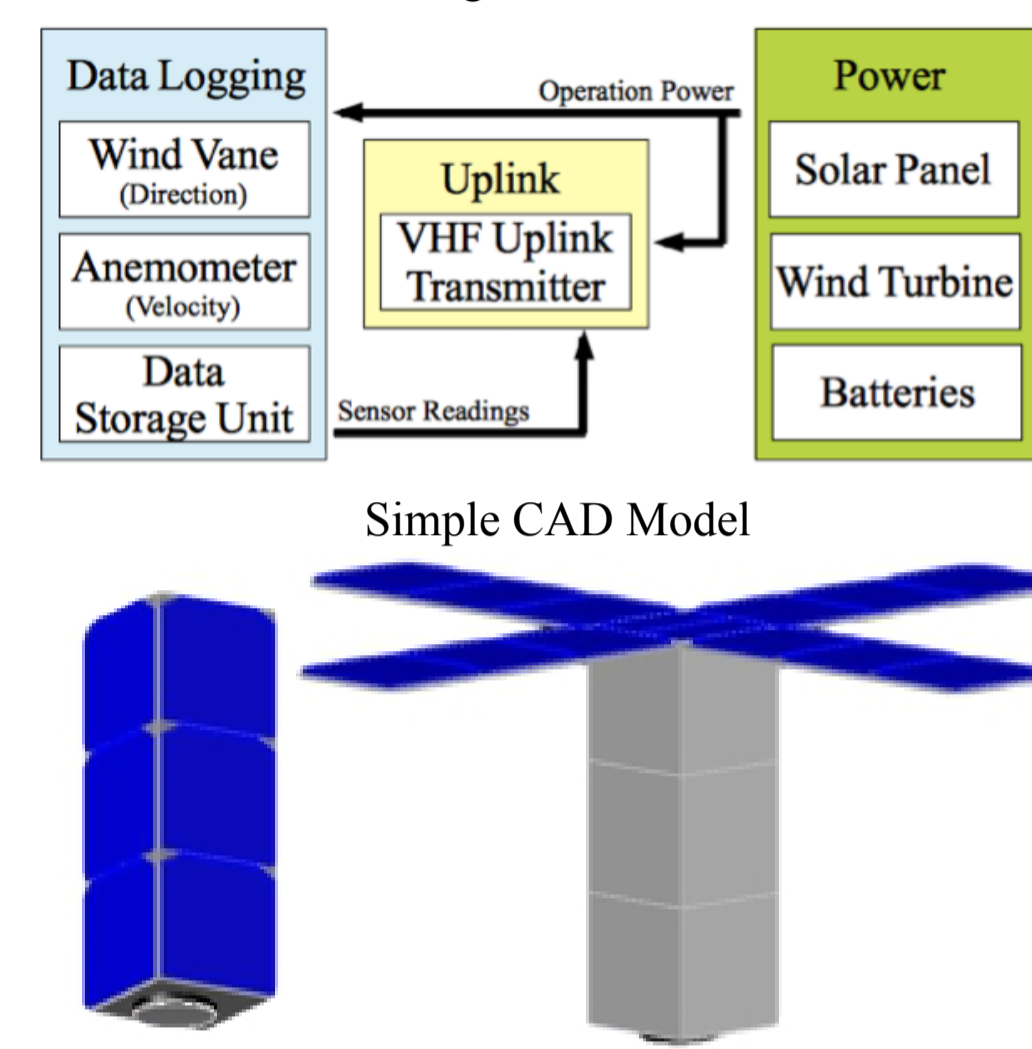 Data Logging
Wind Vane
(Direction)
Anemometer
(Velocity)
Data
Storage Unit
Operation Power
Uplink
VHF Uplink
Transmitter
Sensor Readings
Power
Solar Panel
Wind Turbine
Batteries
Simple CAD Model